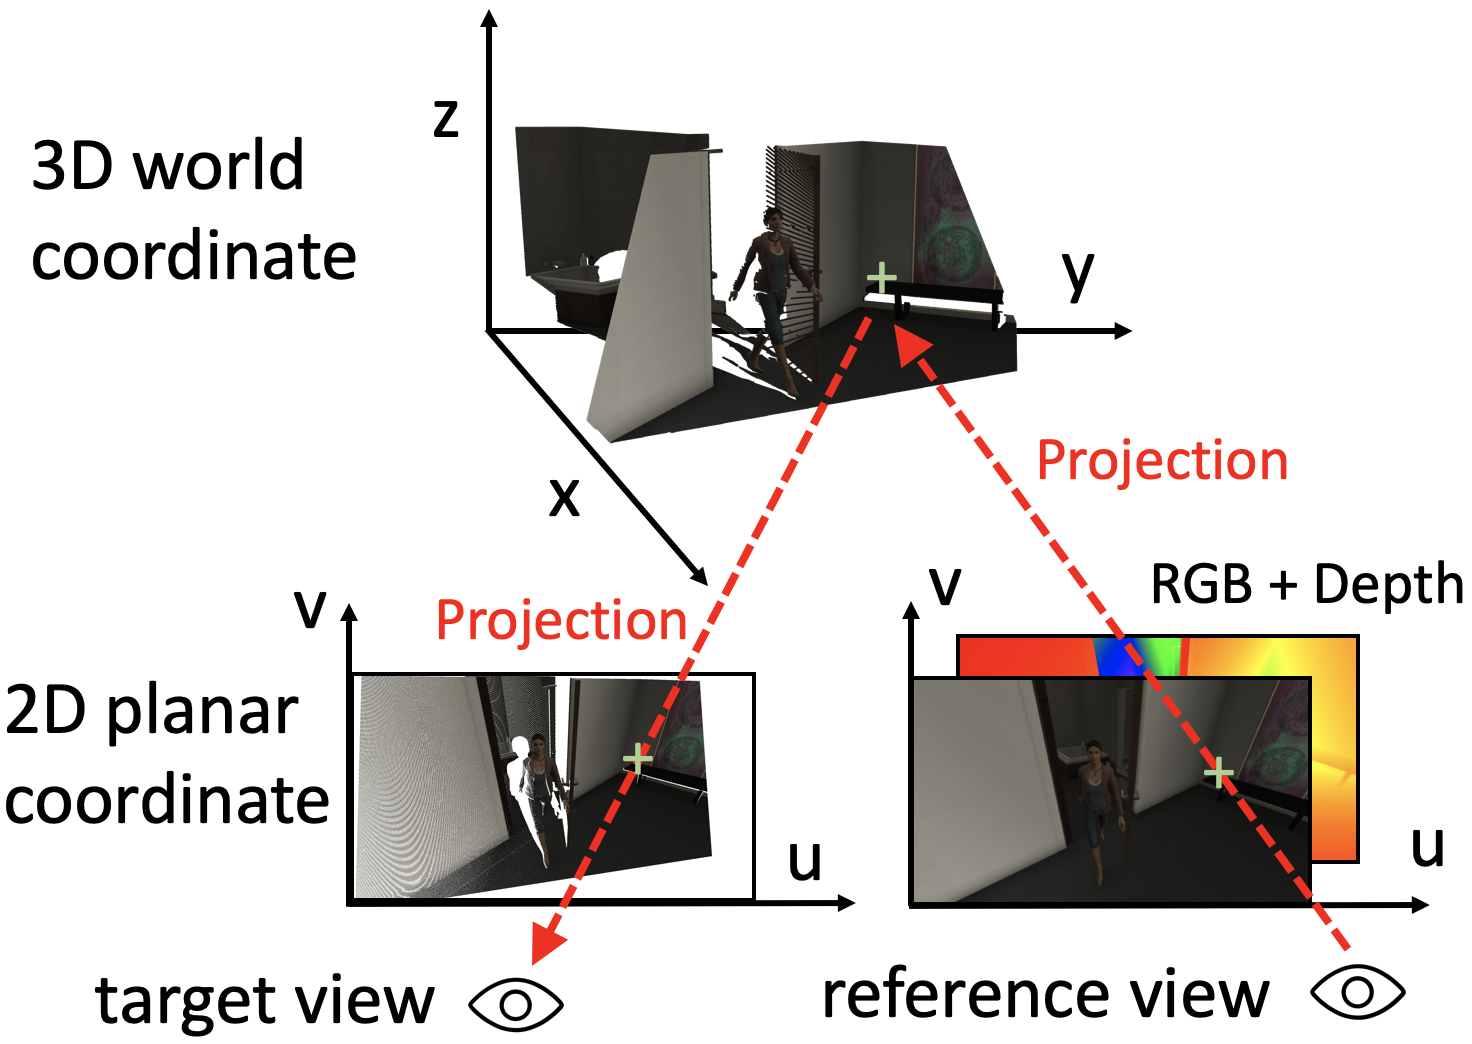 z
3D world
coordinate
y
Projection
x
RGB + Depth
v
v
Projection
2D planar
coordinate
u
u
target view
reference view